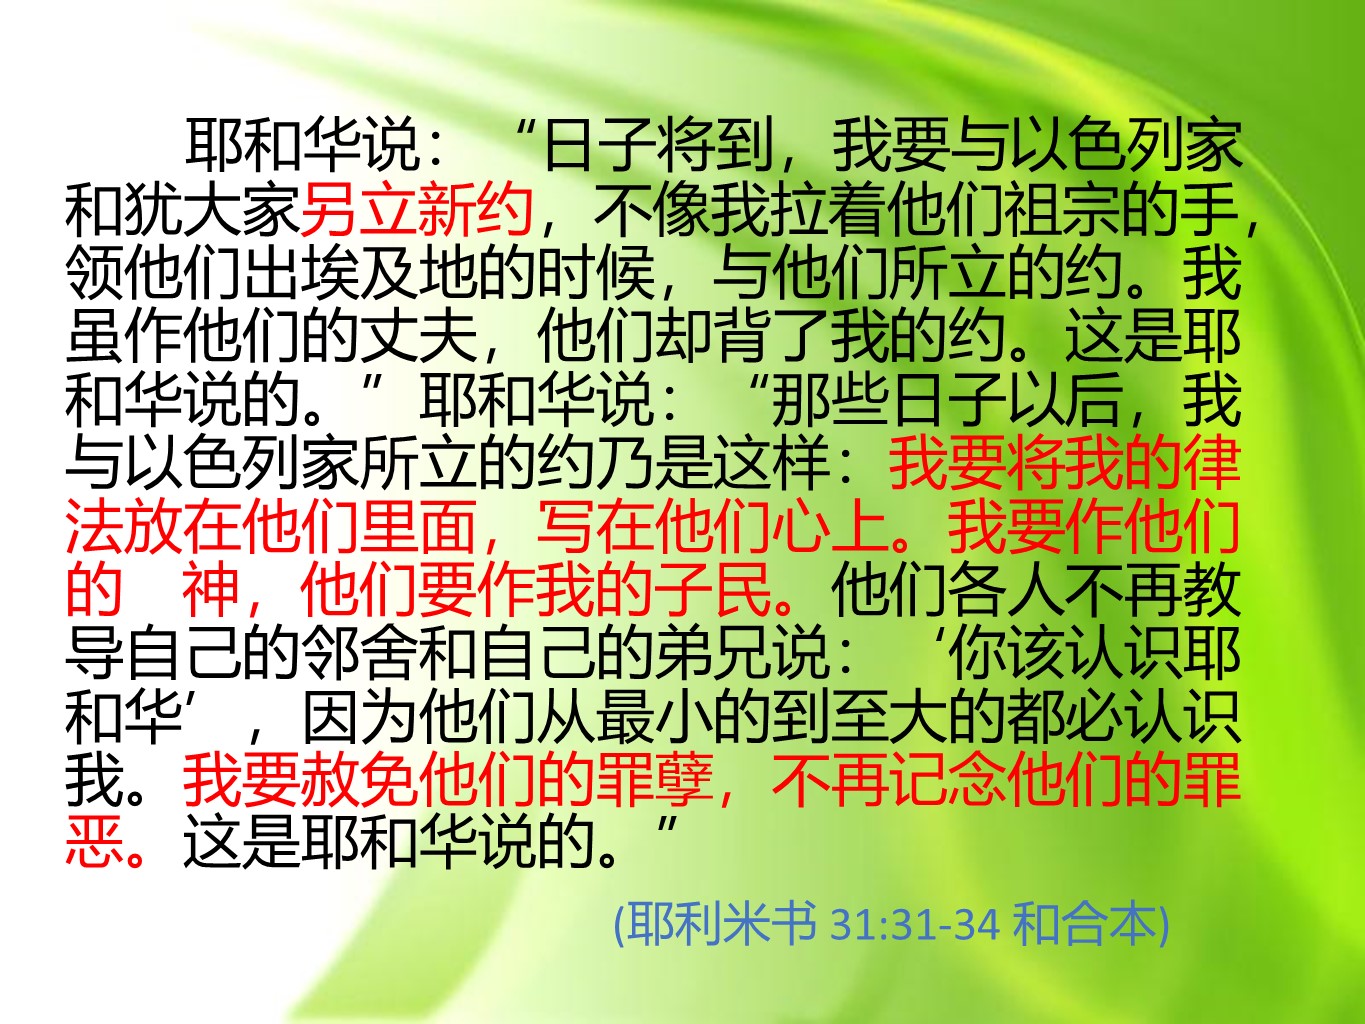 耶和华说：“日子将到，我要与以色列家
和犹大家另立新约，不像我拉着他们祖宗的手，
领他们出埃及地的时候，与他们所立的约。我
虽作他们的丈夫，他们却背了我的约。这是耶
和华说的。”耶和华说：“那些日子以后，我
与以色列家所立的约乃是这样：我要将我的律
法放在他们里面，写在他们心上。我要作他们
的　神，他们要作我的子民。他们各人不再教
导自己的邻舍和自己的弟兄说：‘你该认识耶
和华’，因为他们从最小的到至大的都必认识
我。我要赦免他们的罪孽，不再记念他们的罪
恶。这是耶和华说的。”
(耶利米书 31:31-34 和合本)